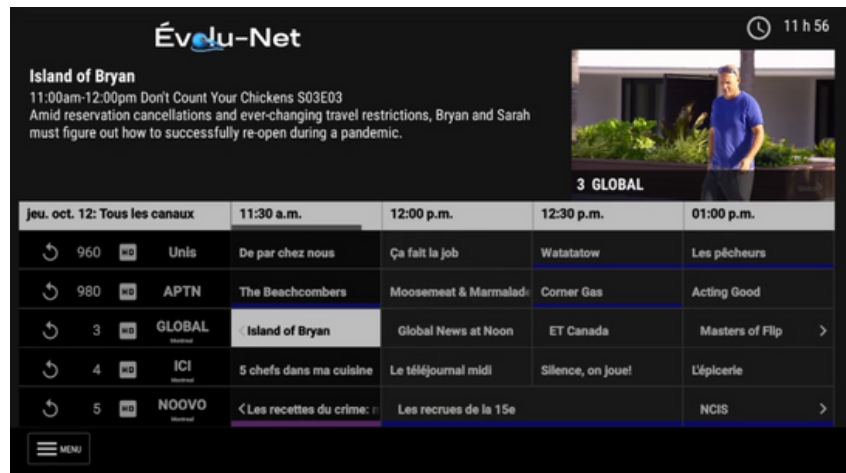 Évolu-Net
11 h 56
Island of Bryan
11:00am-12:00pm Don't Count Your Chickens S03E03
Amid reservation cancellations and ever-changing travel restrictions, Bryan and Sarah
must figure out how to successfully re-open during a pandemic.
3 GLOBAL
jeu. oct. 12: Tous les canaux 11:30 a.m. 12:00 p.m. 12:30 p.m. 01:00 p.m.
960 HD Unis De par chez nous Ça fait la job Watatatow Les pêcheurs
980 HD APTN The Beachcombers Moosemeat & Marmalade Corner Gas Acting Good
3 HD GLOBAL Montreal Island of Bryan Global News at Noon ET Canada Masters of Flip
4 HD ICI Montreal 5 chefs dans ma cuisine Le téléjournal midi Silence, on joue! L'épicerie
5 HD NOOVO Montreal Les recettes du crime: Les recrues de la 15e NCIS
MENU